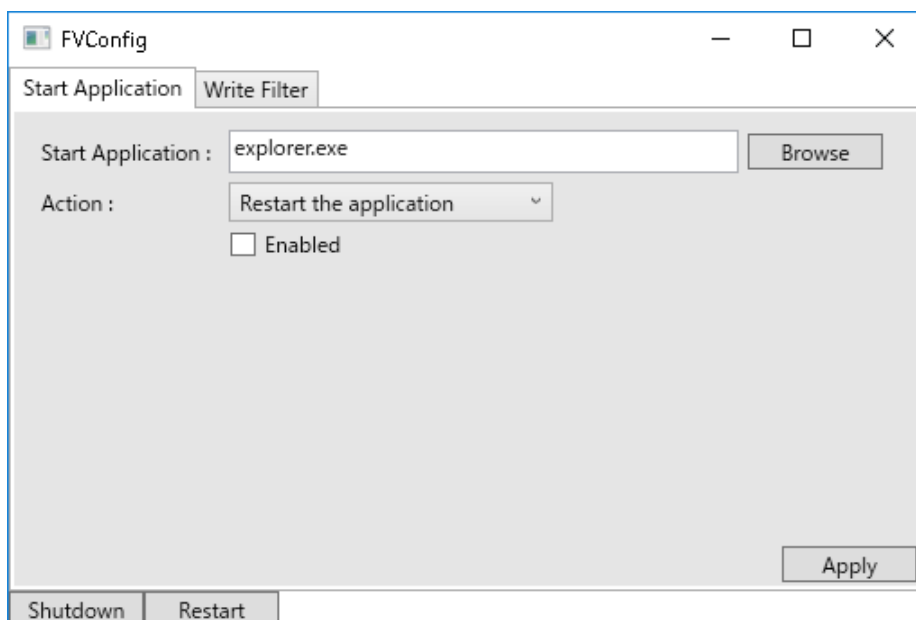 FVConfig
Start Application Write Filter
Start Application : explorer.exe Browse
Action : Restart the application
Enabled
Apply
Shutdown Restart